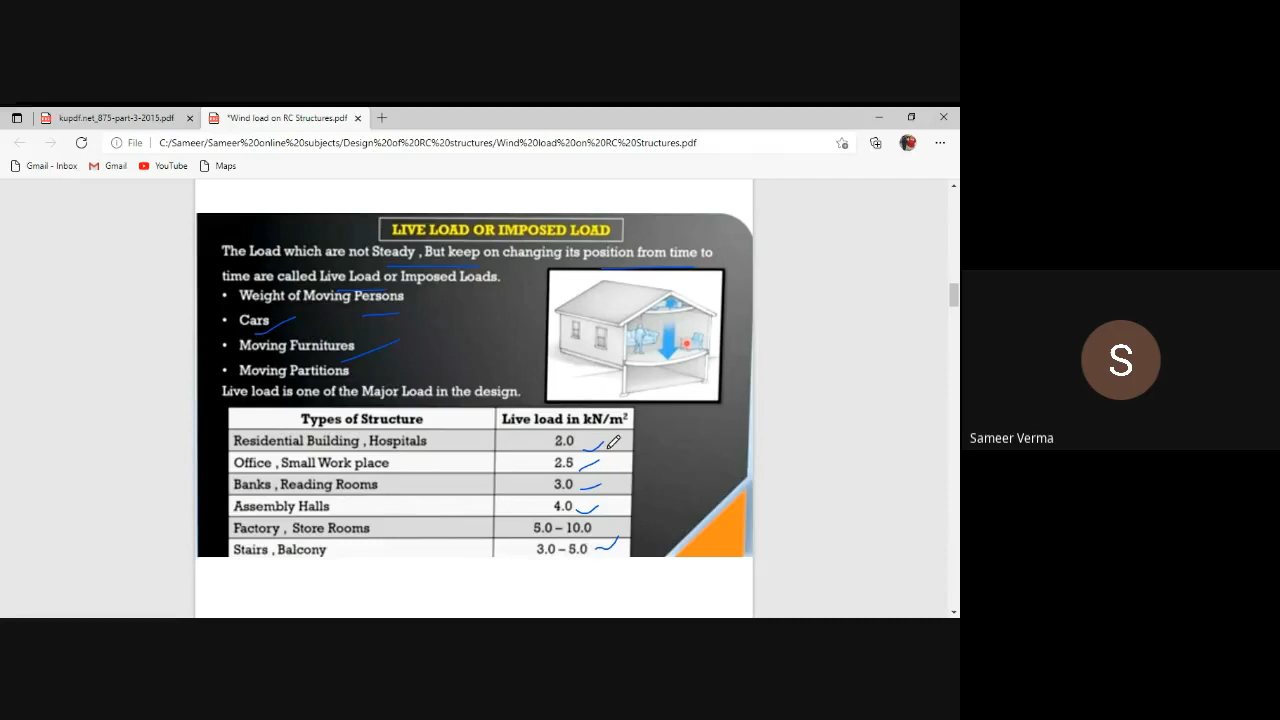 kupdf.net_875-part-3-2015.pdf
*Wind load on RC Structures.pdf
File
C:/Sameer/Sameer%20online%20subjects/Design%20of%20RC%20structures/Wind%20load%20on%20RC%20Structures.pdf
Gmail - Inbox
Gmail
YouTube
Maps
LIVE LOAD OR IMPOSED LOAD
The Load which are not Steady , But keep on changing its position from time to
time are called Live Load or Imposed Loads.
• Weight of Moving Persons
• Cars
• Moving Furnitures
• Moving Partitions
Live load is one of the Major Load in the design.
Types of Structure Live load in kN/m²
Residential Building , Hospitals 2.0
Office , Small Work place 2.5
Banks , Reading Rooms 3.0
Assembly Halls 4.0
Factory , Store Rooms 5.0 – 10.0
Stairs , Balcony 3.0 – 5.0
S
Sameer Verma